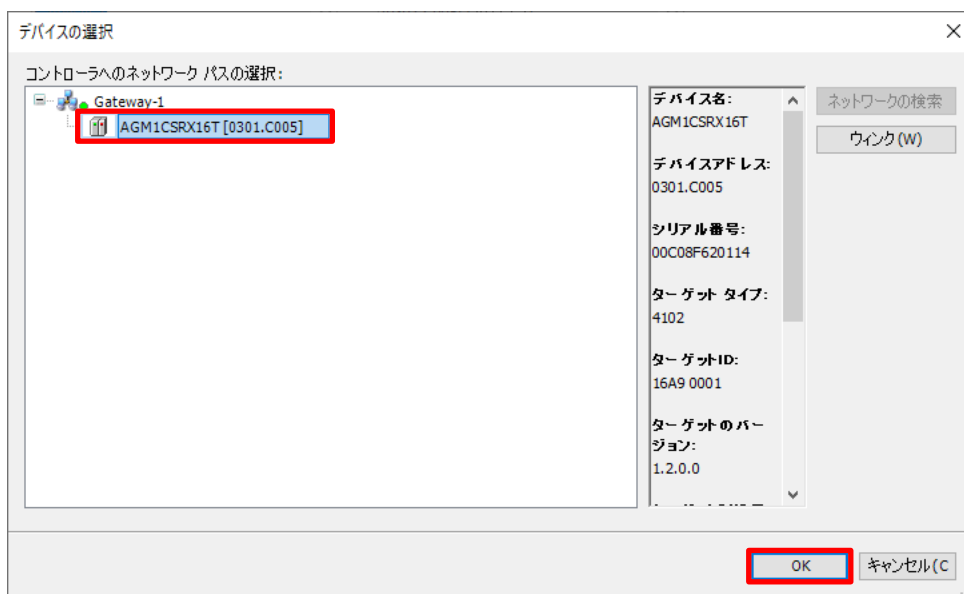 デバイスの選択
コントローラへのネットワーク パスの選択:
Gateway-1
AGM1CSRX16T [0301.C005]
デバイス名:
AGM1CSRX16T
デバイスアドレス:
0301.C005
シリアル番号:
00C08F620114
ターゲット タイプ:
4102
ターゲットID:
16A9 0001
ターゲットのバー
ジョン:
1.2.0.0
ネットワークの検索
ウィンク(W)
OK
キャンセル(C